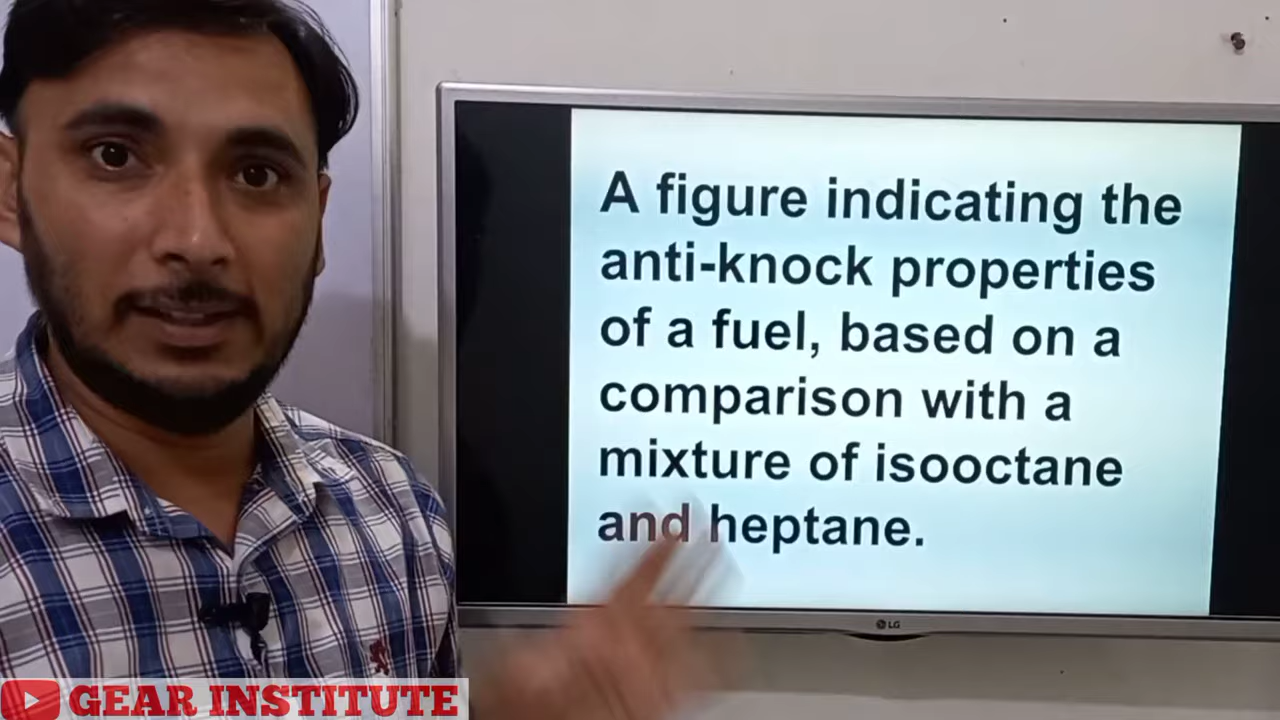 A figure indicating the
anti-knock properties
of a fuel, based on a
comparison with a
mixture of isooctane
and heptane.
LG
GEAR INSTITUTE